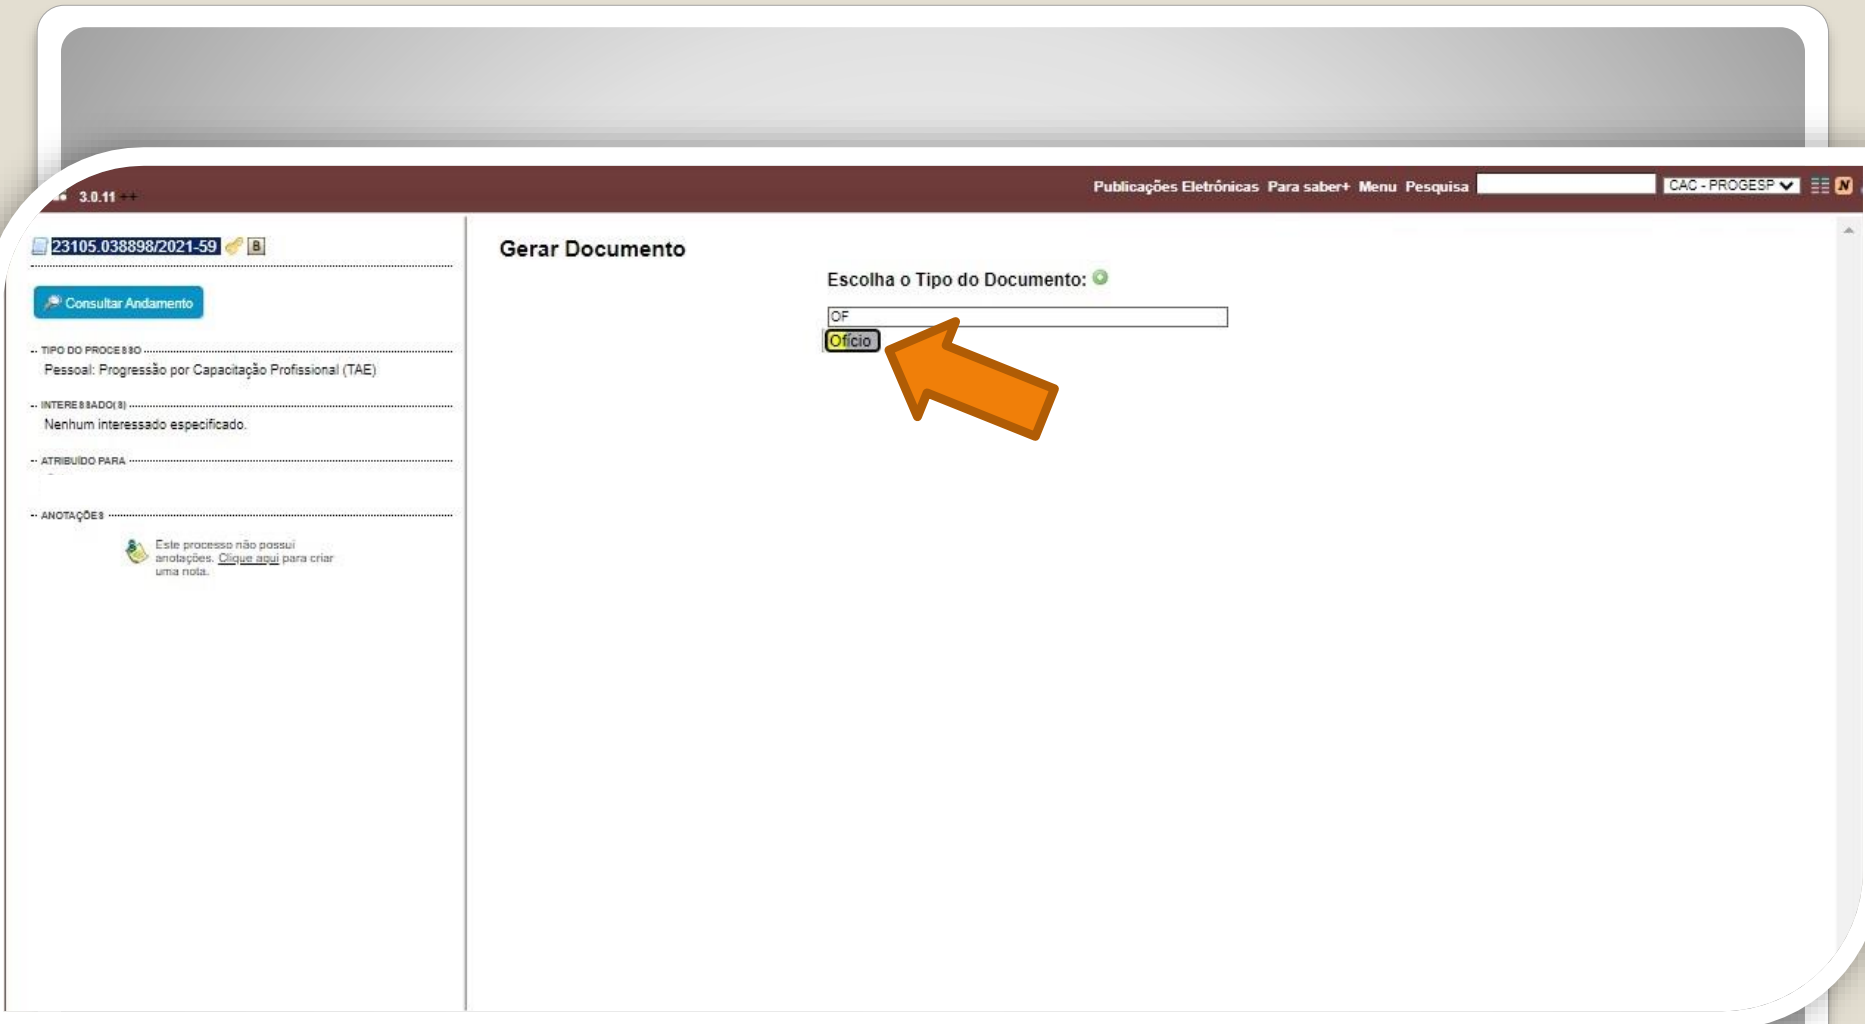 3.0.11 ++
Publicações Eletrônicas Para saber+ Menu Pesquisa
CAC - PROGESP
N
23105.038898/2021-59
B
Consultar Andamento
TIPO DO PROCESSO
Pessoal: Progressão por Capacitação Profissional (TAE)
INTERESSADO(S)
Nenhum interessado especificado.
ATRIBUÍDO PARA
ANOTAÇÕES
Este processo não possui
anotações. Clique aqui para criar
uma nota.
Gerar Documento
Escolha o Tipo do Documento:
OF
Ofício